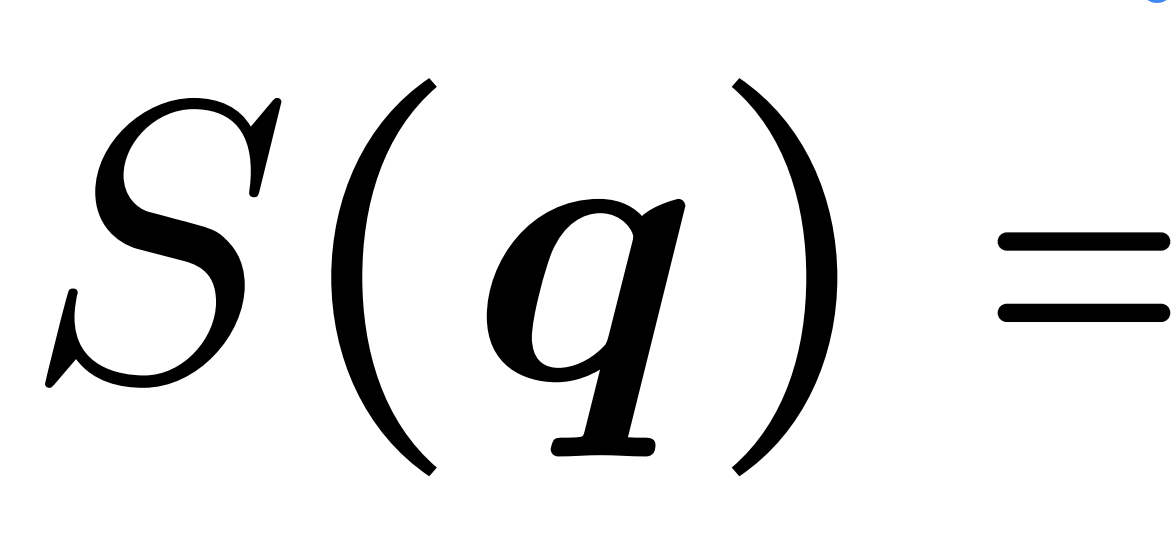 S(𝒒) =